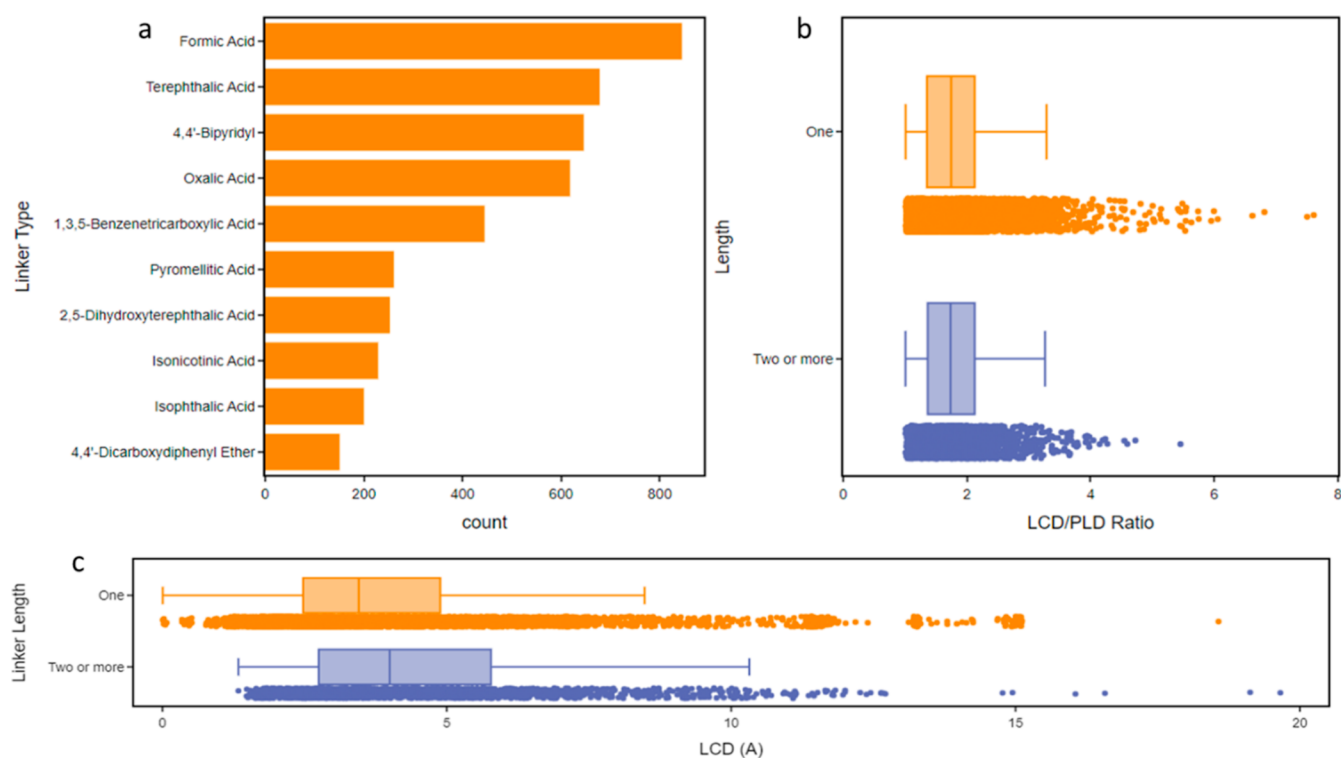 a
Linker Type
Formic Acid
Terephthalic Acid
4,4'-Bipyridyl
Oxalic Acid
1,3,5-Benzenetricarboxylic Acid
Pyromellitic Acid
2,5-Dihydroxyterephthalic Acid
Isonicotinic Acid
Isophthalic Acid
4,4'-Dicarboxydiphenyl Ether
0 200 400 600 800
count
b
Length
One
Two or more
0 2 4 6 8
LCD/PLD Ratio
c
Linker Length
One
Two or more
0 5 10 15 20
LCD (A)